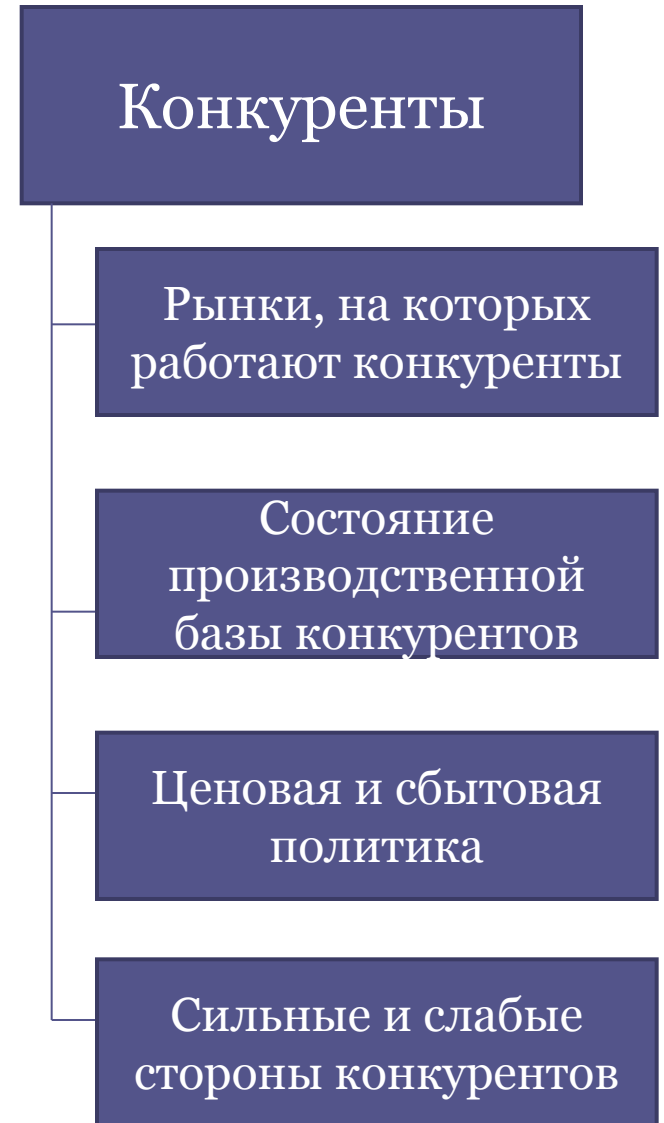 Конкуренты
Рынки, на которых
работают конкуренты
Состояние
производственной
базы конкурентов
Ценовая и сбытовая
политика
Сильные и слабые
стороны конкурентов